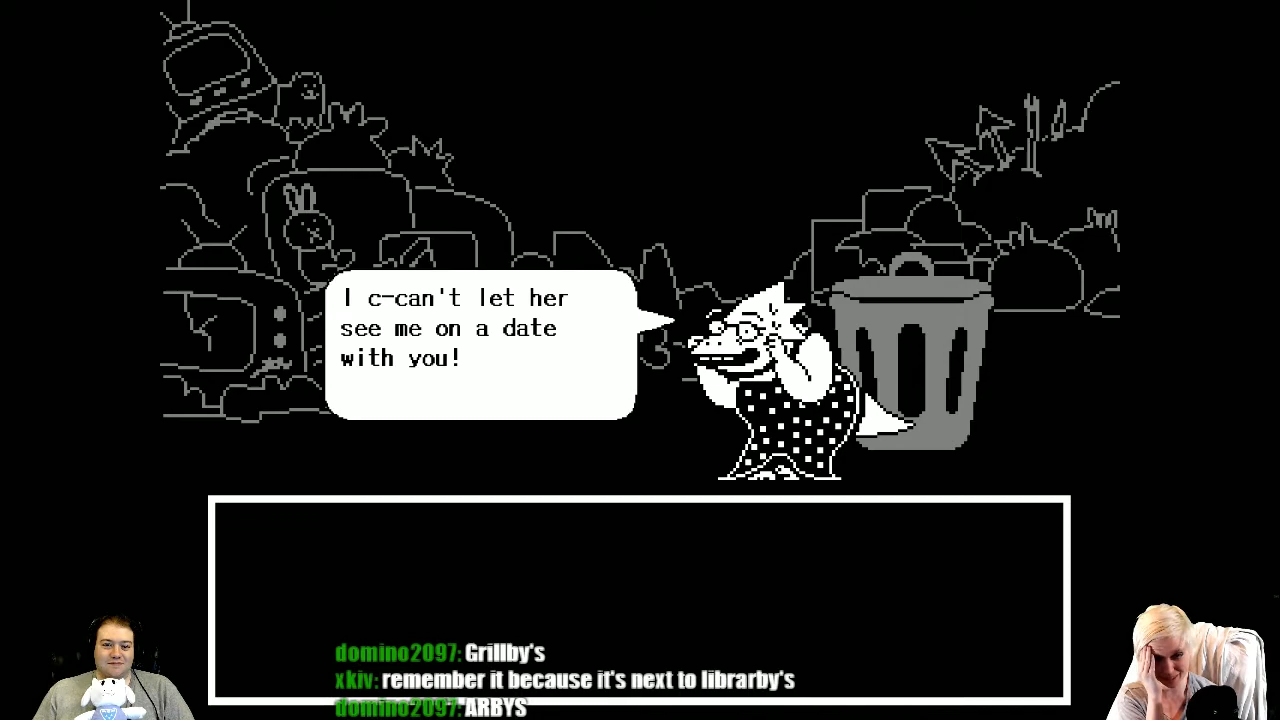 I c-can't let her
see me on a date
with you!
domino2097: Grillby's
xkiv: remember it because it's next to librarby's
domino2097:"ARBYS